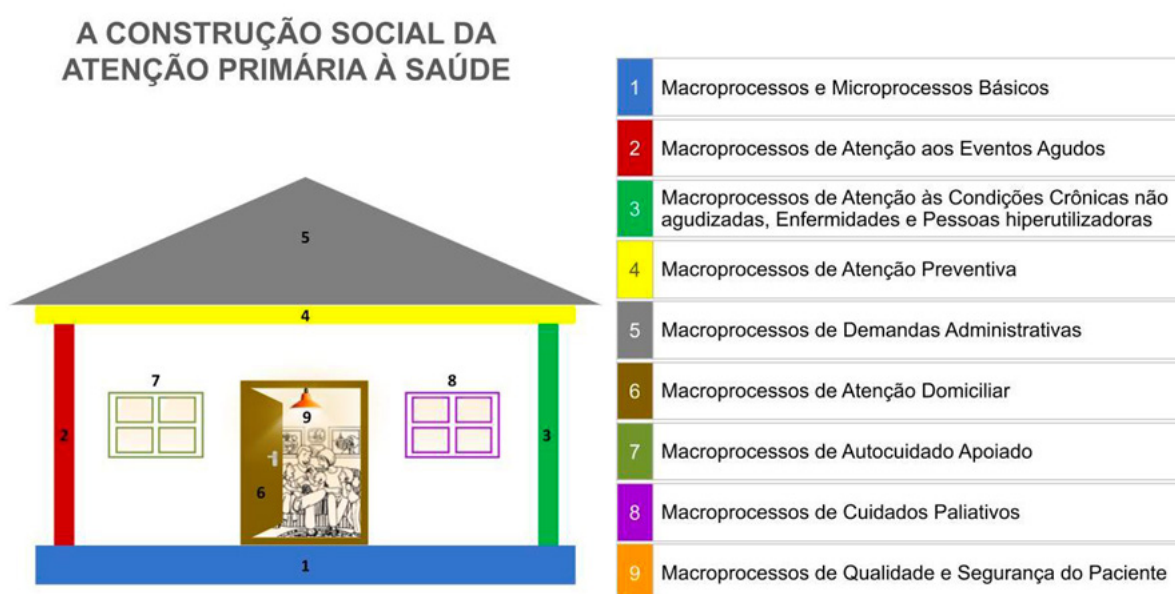 A CONSTRUÇÃO SOCIAL DA
ATENÇÃO PRIMÁRIA À SAÚDE
5
4
7
8
9
2
3
6
1
1 Macroprocessos e Microprocessos Básicos
2 Macroprocessos de Atenção aos Eventos Agudos
3 Macroprocessos de Atenção às Condições Crônicas não
agudizadas, Enfermidades e Pessoas hiperutilizadoras
4 Macroprocessos de Atenção Preventiva
5 Macroprocessos de Demandas Administrativas
6 Macroprocessos de Atenção Domiciliar
7 Macroprocessos de Autocuidado Apoiado
8 Macroprocessos de Cuidados Paliativos
9 Macroprocessos de Qualidade e Segurança do Paciente